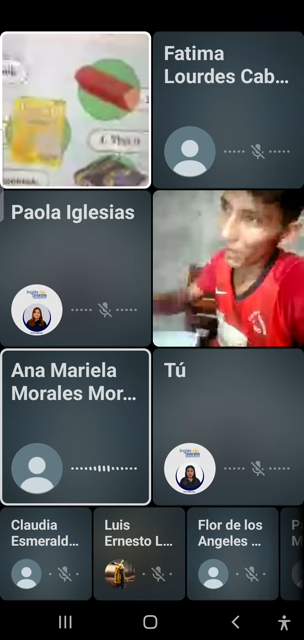 Fatima
Lourdes Cab...
Paola Iglesias
Ana Mariela
Morales Mor...
Tú
Claudia
Esmerald...
Luis
Ernesto L...
Flor de los
Angeles ...